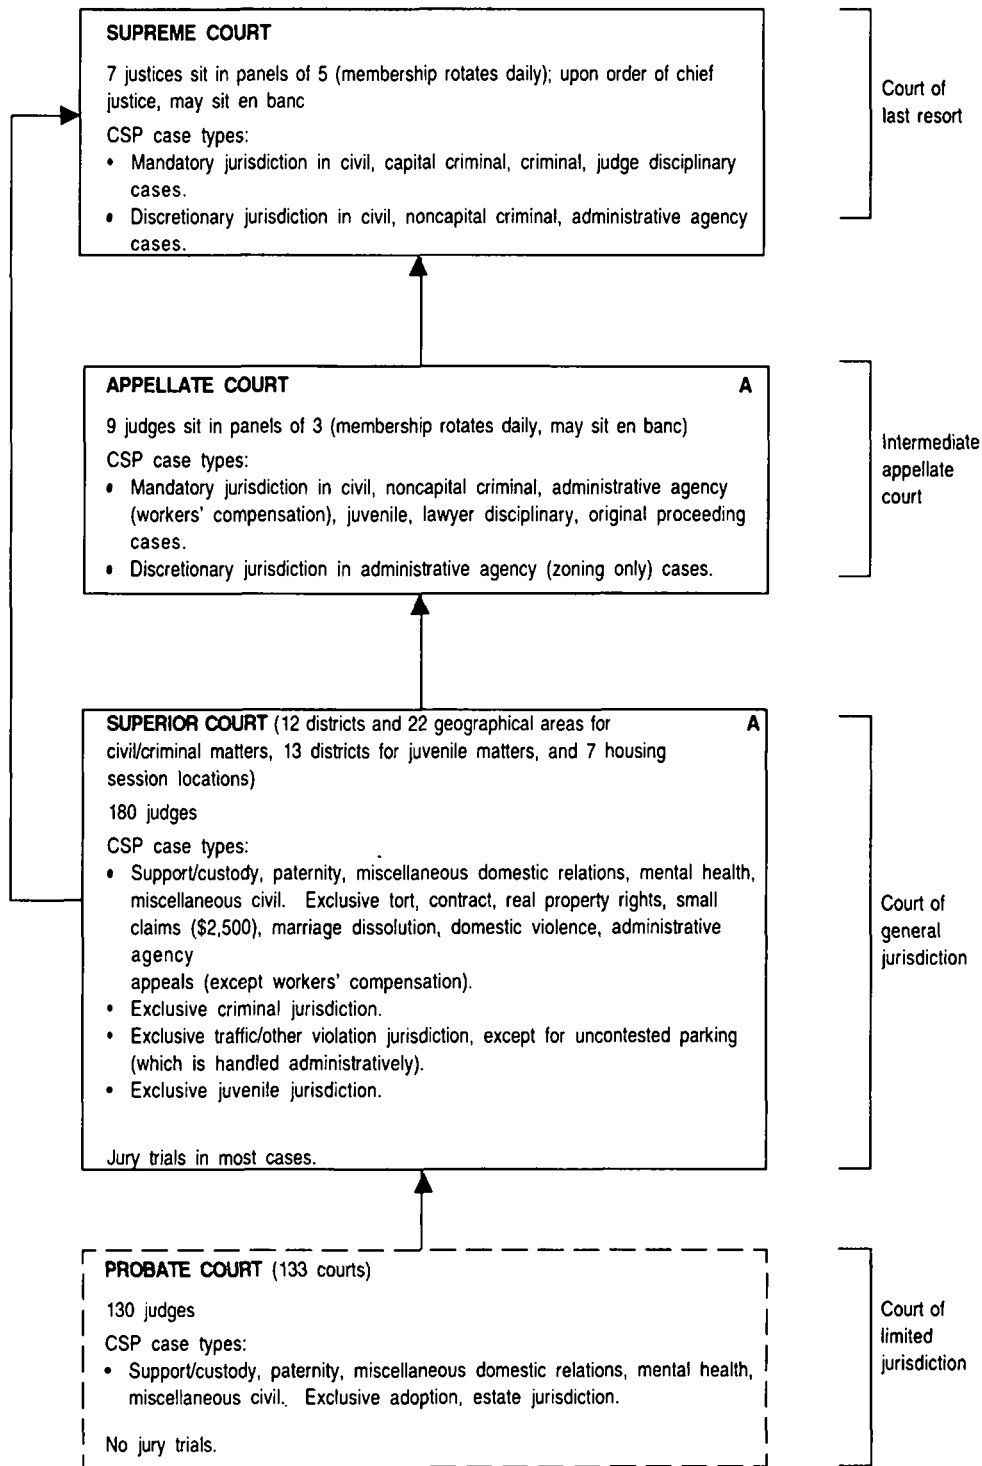 SUPREME COURT
7 justices sit in panels of 5 (membership rotates daily); upon order of chief
justice, may sit en banc
CSP case types:
• Mandatory jurisdiction in civil, capital criminal, criminal, judge disciplinary
cases.
• Discretionary jurisdiction in civil, noncapital criminal, administrative agency
cases.
Court of
last resort
APPELLATE COURT A
9 judges sit in panels of 3 (membership rotates daily, may sit en banc)
CSP case types:
• Mandatory jurisdiction in civil, noncapital criminal, administrative agency
(workers' compensation), juvenile, lawyer disciplinary, original proceeding
cases.
• Discretionary jurisdiction in administrative agency (zoning only) cases.
Intermediate
appellate
court
SUPERIOR COURT (12 districts and 22 geographical areas for A
civil/criminal matters, 13 districts for juvenile matters, and 7 housing
session locations)
180 judges
CSP case types:
• Support/custody, paternity, miscellaneous domestic relations, mental health,
miscellaneous civil. Exclusive tort, contract, real property rights, small
claims ($2,500), marriage dissolution, domestic violence, administrative
agency
appeals (except workers' compensation).
• Exclusive criminal jurisdiction.
• Exclusive traffic/other violation jurisdiction, except for uncontested parking
(which is handled administratively).
• Exclusive juvenile jurisdiction.
Jury trials in most cases.
Court of
general
jurisdiction
PROBATE COURT (133 courts)
130 judges
CSP case types:
• Support/custody, paternity, miscellaneous domestic relations, mental health,
miscellaneous civil. Exclusive adoption, estate jurisdiction.
No jury trials.
Court of
limited
jurisdiction